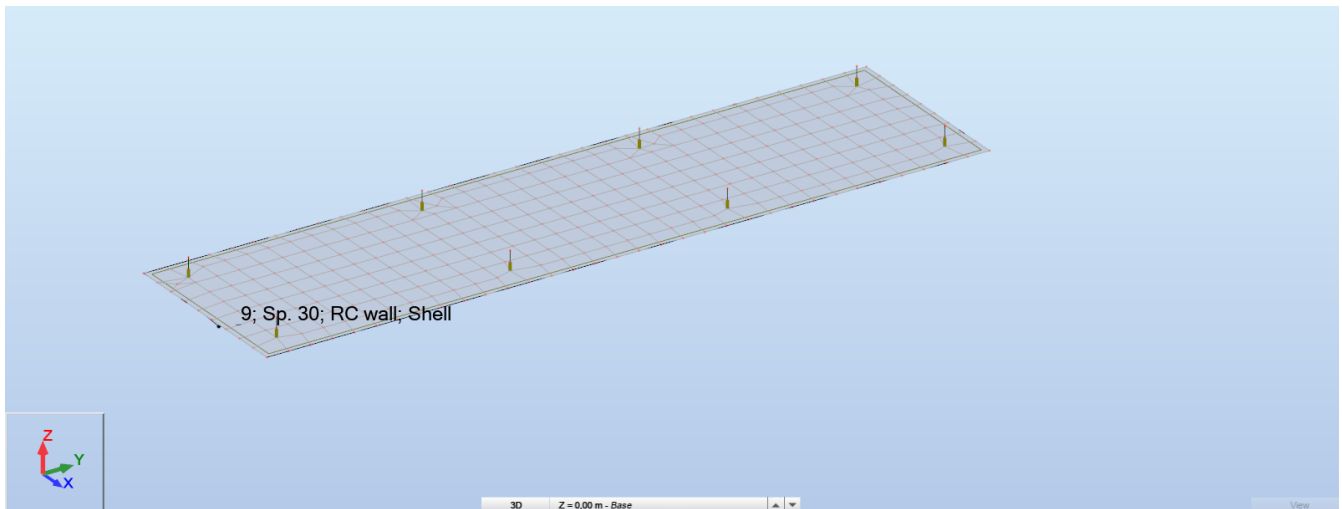 9; Sp. 30; RC wall; Shell
Z
Y
X
3D Z = 0,00 m - Base
View